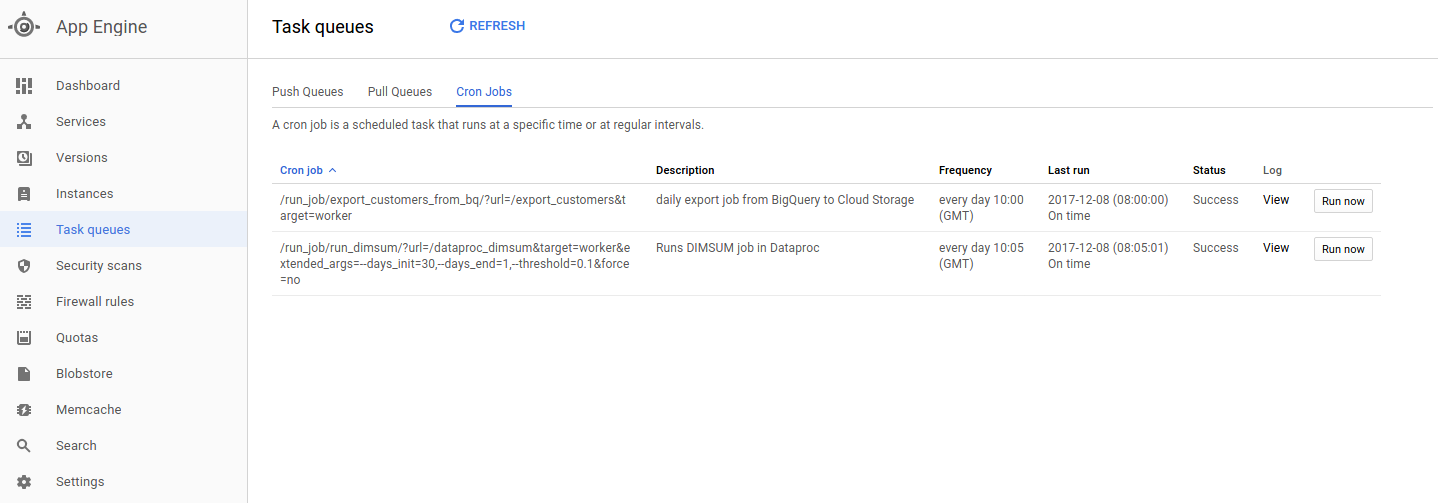 App Engine
Task queues
REFRESH
Dashboard
Services
Versions
Instances
Task queues
Security scans
Firewall rules
Quotas
Blobstore
Memcache
Search
Settings
Push Queues Pull Queues Cron Jobs
A cron job is a scheduled task that runs at a specific time or at regular intervals.
Cron job Description Frequency Last run Status Log
/run_job/export_customers_from_bq/?url=/export_customers&t daily export job from BigQuery to Cloud Storage every day 10:00 2017-12-08 (08:00:00) Success View Run now
arget=worker (GMT) On time
/run_job/run_dimsum/?url=/dataproc_dimsum&target=worker&e Runs DIMSUM job in Dataproc every day 10:05 2017-12-08 (08:05:01) Success View Run now
xtended_args=--days_init=30,--days_end=1,--threshold=0.1&force (GMT) On time
=no